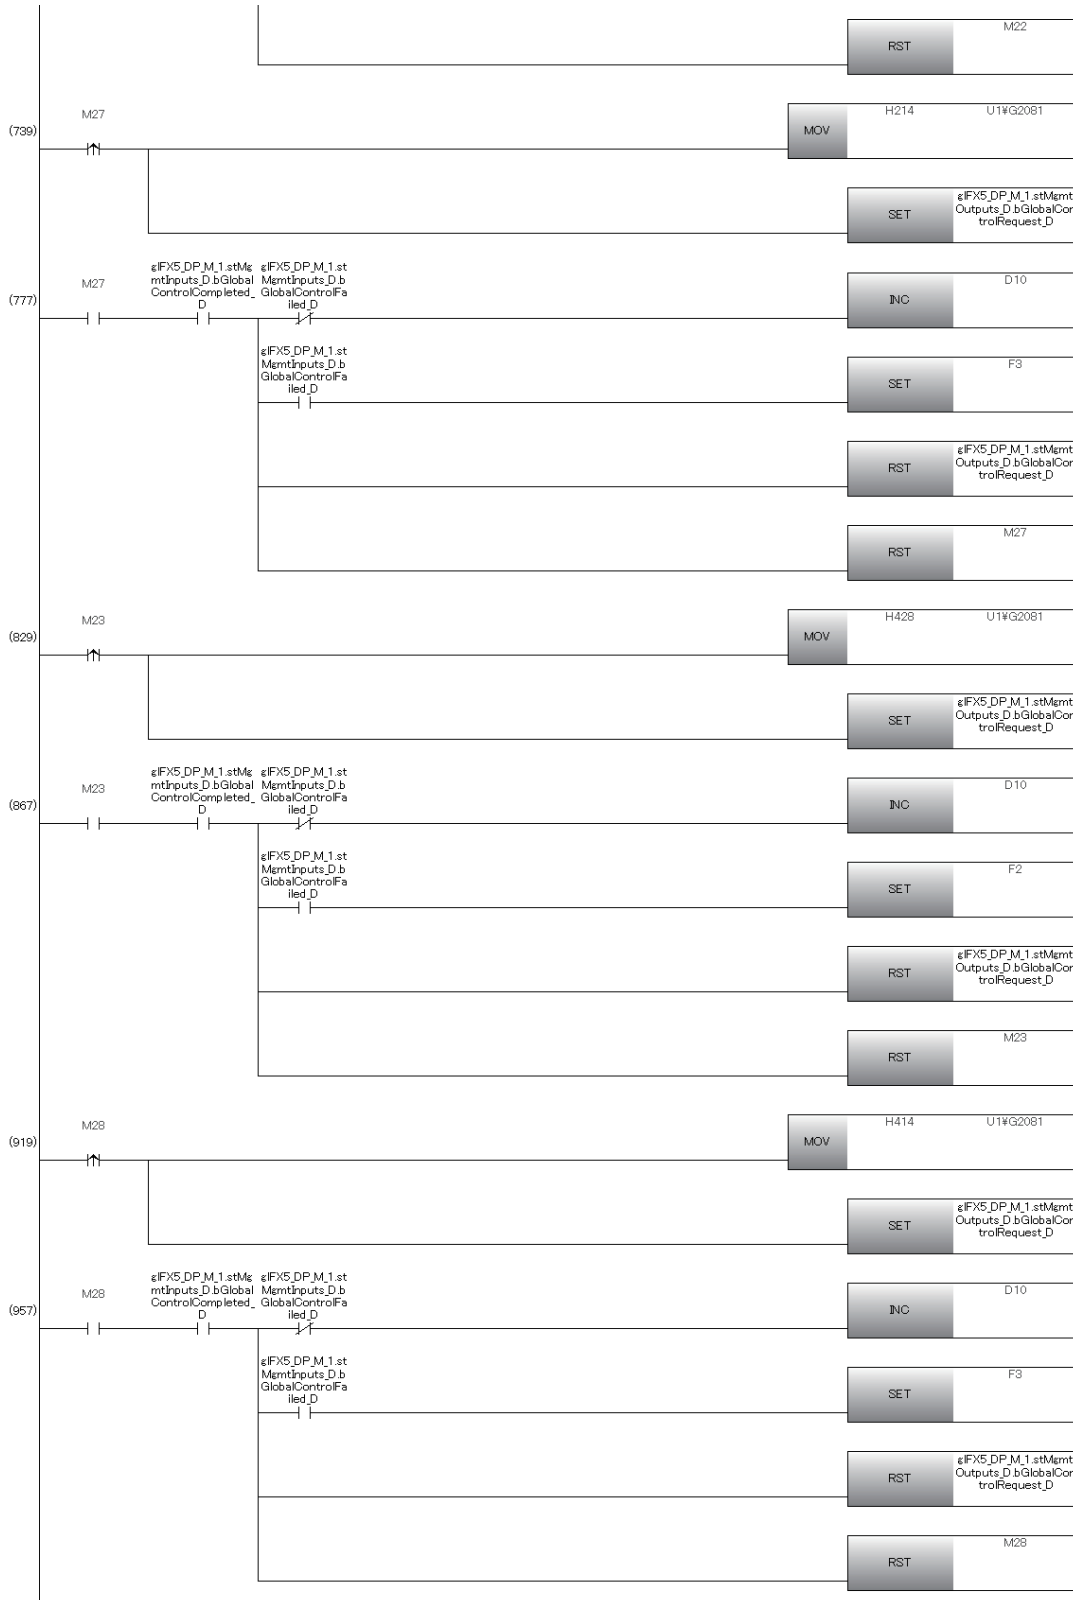 M22
RST
M27
H214 U1¥G2081
(739)
MOV
gIFX5_DP_M_1.stMgmt
Outputs_D.bGlobalCon
trolRequest_D
SET
gIFX5_DP_M_1.stMg gIFX5_DP_M_1.st
M27 mtInputs_D.bGlobal MgmtInputs_D.b D10
ControlCompleted_ GlobalControlFa
(777) D iled_D INC
gIFX5_DP_M_1.st
MgmtInputs_D.b F3
GlobalControlFa
iled_D SET
gIFX5_DP_M_1.stMgmt
Outputs_D.bGlobalCon
trolRequest_D
RST
M27
RST
M23
H428 U1¥G2081
(829)
MOV
gIFX5_DP_M_1.stMgmt
Outputs_D.bGlobalCon
trolRequest_D
SET
gIFX5_DP_M_1.stMg gIFX5_DP_M_1.st
M23 mtInputs_D.bGlobal MgmtInputs_D.b D10
ControlCompleted_ GlobalControlFa
(867) D iled_D INC
gIFX5_DP_M_1.st
MgmtInputs_D.b F2
GlobalControlFa
iled_D SET
gIFX5_DP_M_1.stMgmt
Outputs_D.bGlobalCon
trolRequest_D
RST
M23
RST
M28
H414 U1¥G2081
(919)
MOV
gIFX5_DP_M_1.stMgmt
Outputs_D.bGlobalCon
trolRequest_D
SET
gIFX5_DP_M_1.stMg gIFX5_DP_M_1.st
M28 mtInputs_D.bGlobal MgmtInputs_D.b D10
ControlCompleted_ GlobalControlFa
(957) D iled_D INC
gIFX5_DP_M_1.st
MgmtInputs_D.b F3
GlobalControlFa
iled_D SET
gIFX5_DP_M_1.stMgmt
Outputs_D.bGlobalCon
trolRequest_D
RST
M28
RST